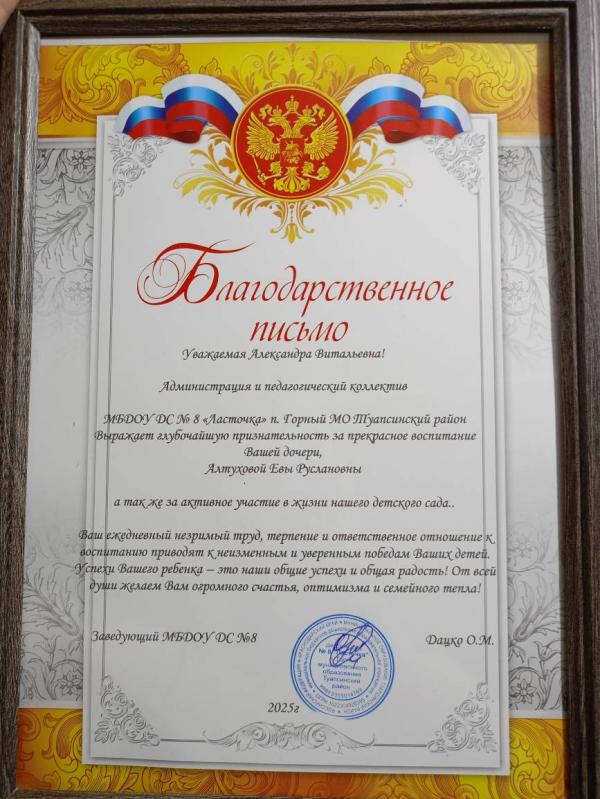 Благодарственное
письмо
Уважаемая Александра Витальевна!
Администрация и педагогический коллектив
МБДОУ ДС № 8 «Ласточка» п. Горный МО Туапсинский район
Выражает глубочайшую признательность за прекрасное воспитание
Вашей дочери,
Алтуховой Евы Руслановны
а так же за активное участие в жизни нашего детского сада..
Ваш ежедневный незримый труд, терпение и ответственное отношение к
воспитанию приводят к неизменным и уверенным победам Ваших детей.
Успехи Вашего ребенка – это наши общие успехи и общая радость! От всей
души желаем Вам огромного счастья, оптимизма и семейного тепла!
Заведующий МБДОУ ДС №8
Дацко О.М.
муниципального
образования
Туапсинский
район
2025г